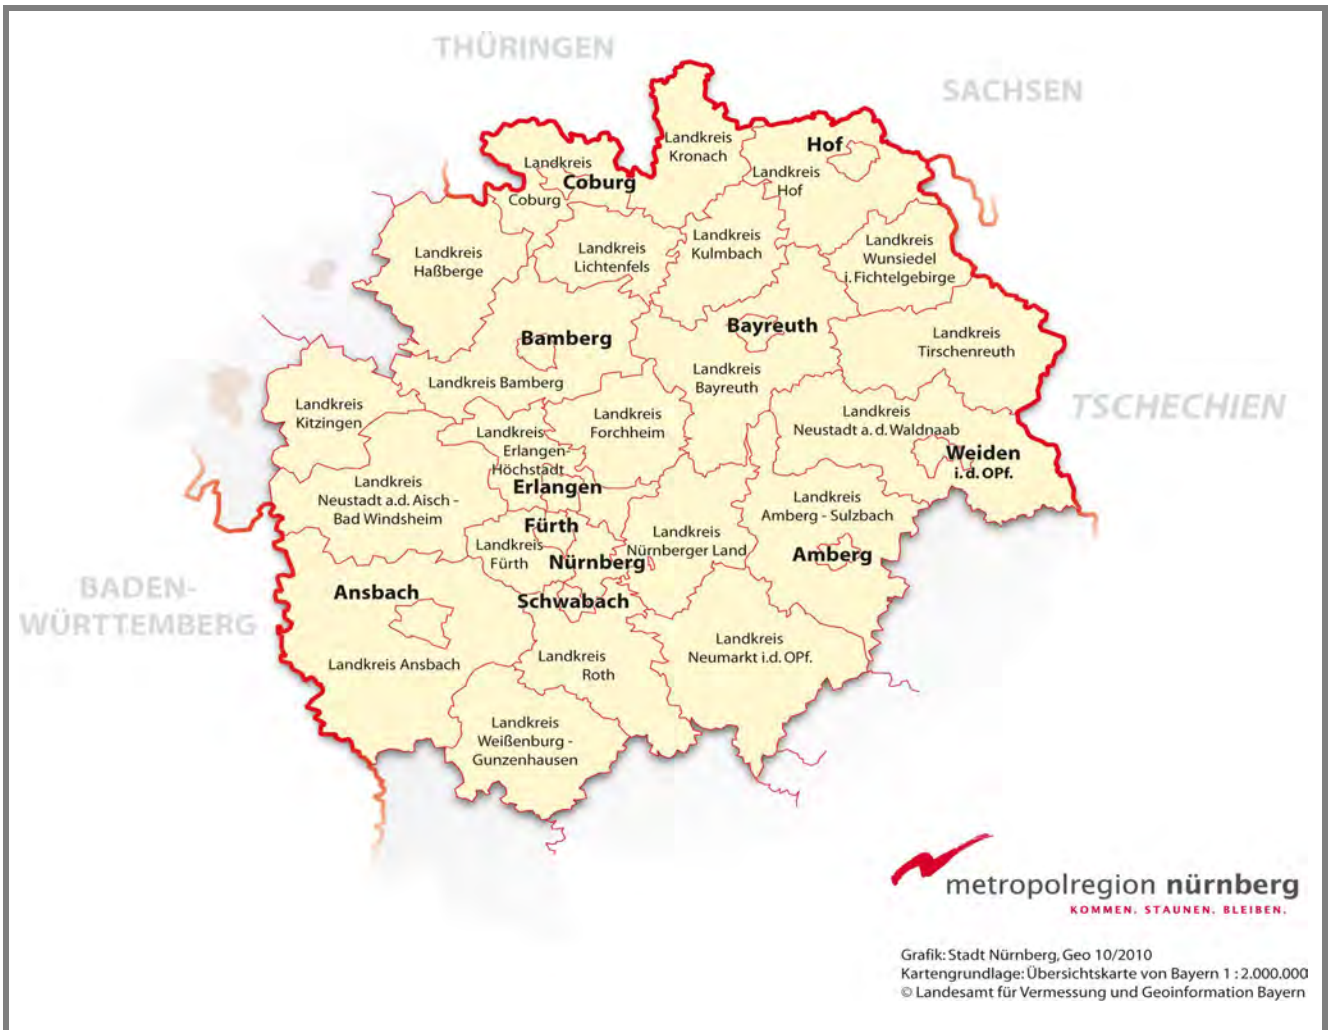 THÜRINGEN
SACHSEN
Landkreis
Kronach
Hof
Landkreis
Hof
Landkreis
Coburg
Coburg
Landkreis
Haßberge
Landkreis
Lichtenfels
Landkreis
Kulmbach
Landkreis
Wunsiedel
i. Fichtelgebirge
Bamberg
Landkreis Bamberg
Bayreuth
Landkreis
Bayreuth
Landkreis
Tirschenreuth
TSCHECHIEN
Landkreis
Kitzingen
Landkreis
Erlangen-
Höchstadt
Landkreis
Forchheim
Landkreis
Neustadt a. d. Waldnaab
Weiden
i. d. OPf.
Landkreis
Neustadt a.d. Aisch -
Bad Windsheim
Erlangen
Fürth
Landkreis
Fürth
Nürnberg
Landkreis
Nürnberger Land
Landkreis
Amberg - Sulzbach
Amberg
BADEN-
WÜRTTEMBERG
Ansbach
Landkreis Ansbach
Schwabach
Landkreis
Roth
Landkreis
Neumarkt i.d. OPf.
Landkreis
Weißenburg -
Gunzenhausen
metropolregion nürnberg
KOMMEN. STAUNEN. BLEIBEN.
Grafik: Stadt Nürnberg, Geo 10/2010
Kartengrundlage: Übersichtskarte von Bayern 1 : 2.000.000
© Landesamt für Vermessung und Geoinformation Bayern